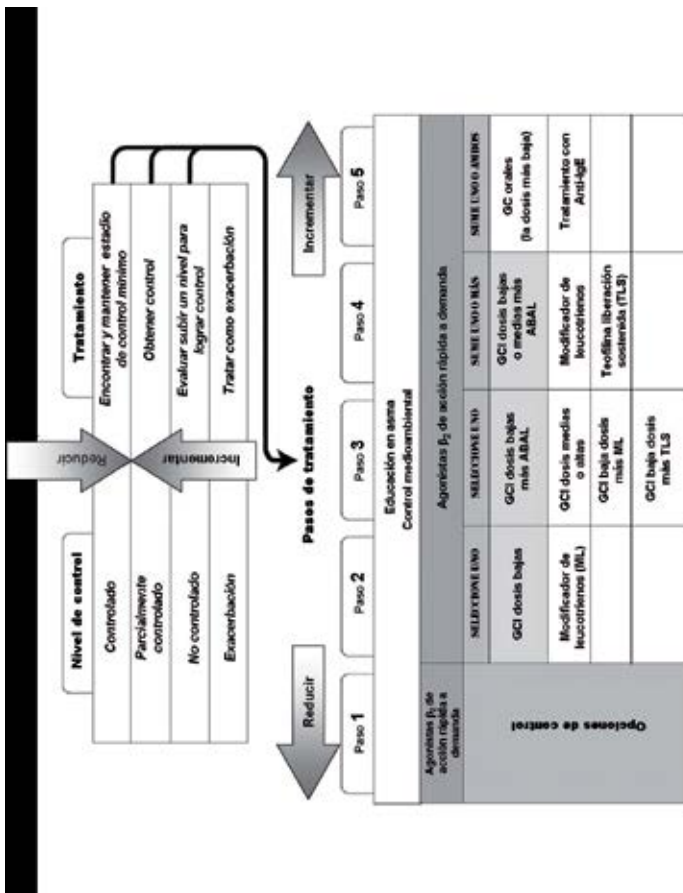 Nivel de control
Tratamiento
Controlado
Encontrar y mantener estadio
de control mínimo
Parcialmente
controlado
Obtener control
No controlado
Evaluar subir un nivel para
lograr control
Exacerbación
Tratar como exacerbación
Reducir
Incrementar
Reducir
Pasos de tratamiento
Incrementar
Paso 1
Paso 2
Paso 3
Paso 4
Paso 5
Educación en asma
Control medioambiental
Agonistas β2 de
acción rápida a
demanda
Agonistas β2 de acción rápida a demanda
Opciones de control
SELECCIONE UNO
SELECCIONE UNO
SUME UNO O MÁS
SUME UNO O AMBOS
GCI dosis bajas
GCI dosis bajas
más ABAL
GCI dosis bajas
o medias más
ABAL
GC orales
(la dosis más baja)
Modificador de
leucotrienos (ML)
GCI dosis medias
o altas
Modificador de
leucotrienos
Tratamiento con
Anti-IgE
GCI baja dosis
más ML
Teofilina liberación
sostenida (TLS)
GCI baja dosis
más TLS